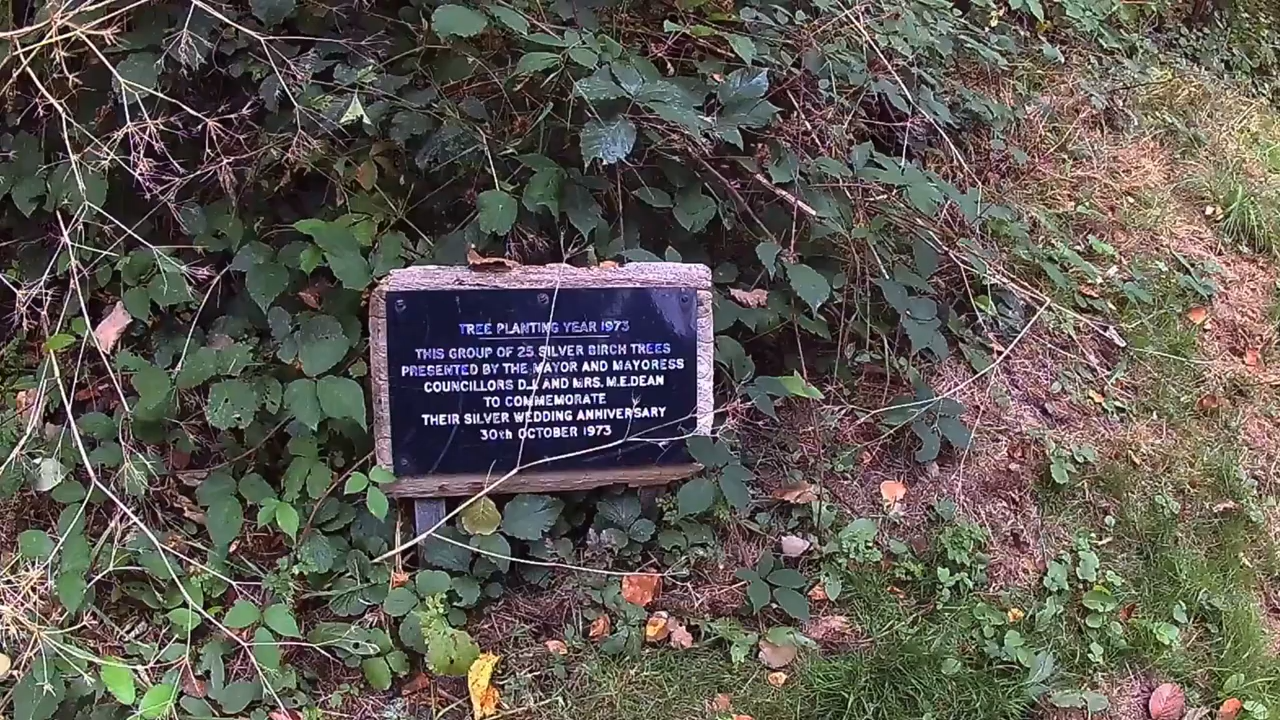 TREE PLANTING YEAR 1973
THIS GROUP OF 25 SILVER BIRCH TREES
PRESENTED BY THE MAYOR AND MAYORESS
COUNCILLORS D.J. AND MRS. M.E.DEAN
TO COMMEMORATE
THEIR SILVER WEDDING ANNIVERSARY
30th OCTOBER 1973